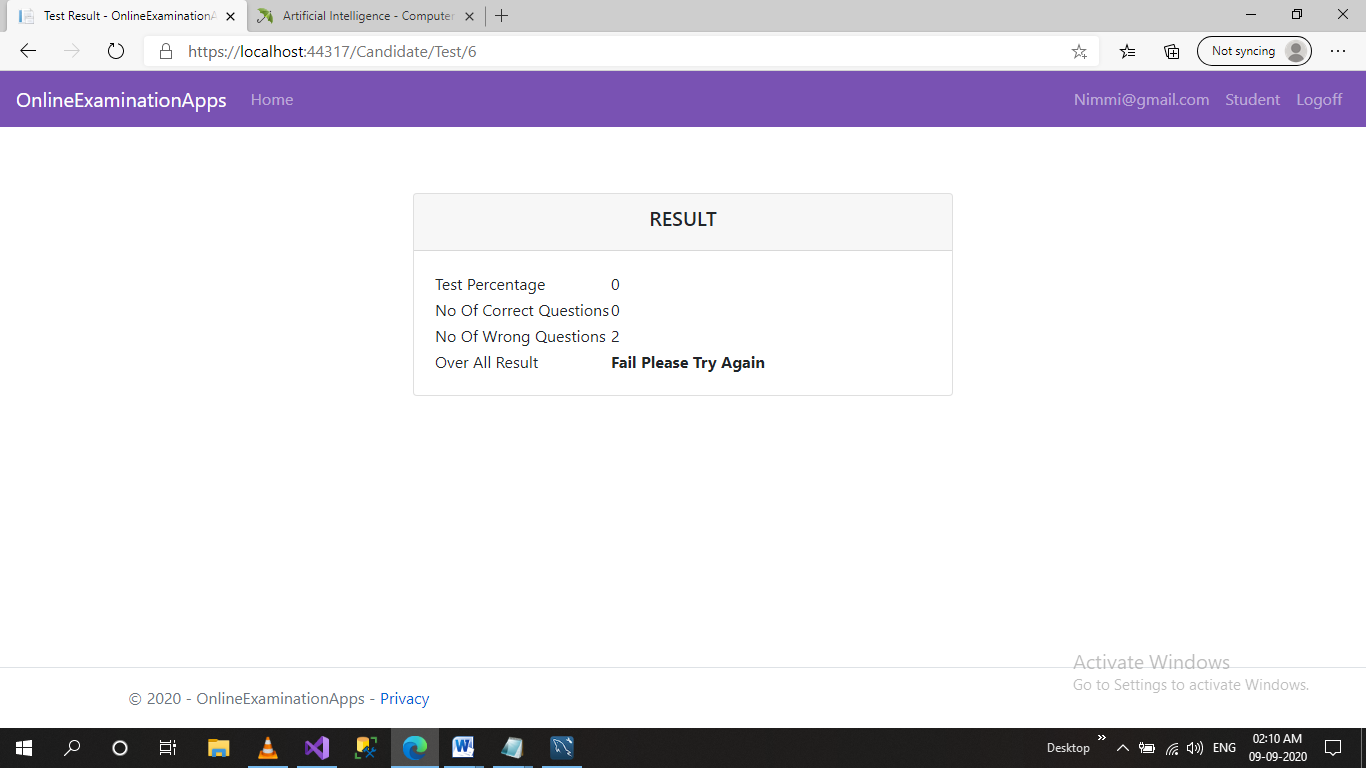 Test Result - OnlineExaminationA
Artificial Intelligence - Computer
https://localhost:44317/Candidate/Test/6
Not syncing
OnlineExaminationApps Home Nimmi@gmail.com Student Logoff
RESULT
Test Percentage 0
No Of Correct Questions 0
No Of Wrong Questions 2
Over All Result Fail Please Try Again
Activate Windows
Go to Settings to activate Windows.
© 2020 - OnlineExaminationApps - Privacy
Desktop ENG 02:10 AM
09-09-2020